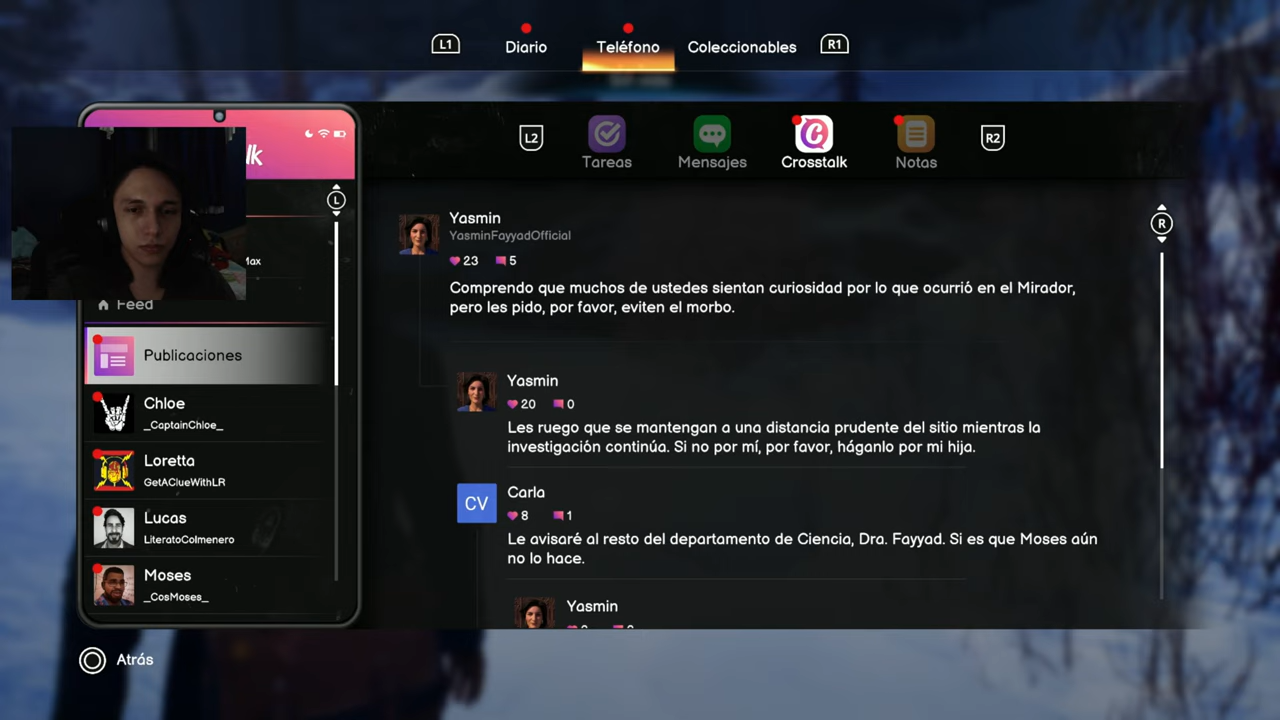 L1
Diario
Teléfono
Coleccionables
R1
L2
Tareas
Mensajes
Crosstalk
Notas
R2
lk
L
Max
Feed
Publicaciones
Chloe
_CaptainChloe_
Loretta
GetAClueWithLR
Lucas
LiteratoColmenero
Moses
_CosMoses_
Yasmin
YasminFayyadOfficial
23 5
Comprendo que muchos de ustedes sientan curiosidad por lo que ocurrió en el Mirador,
pero les pido, por favor, eviten el morbo.
R
Yasmin
20 0
Les ruego que se mantengan a una distancia prudente del sitio mientras la
investigación continúa. Si no por mí, por favor, háganlo por mi hija.
CV
Carla
8 1
Le avisaré al resto del departamento de Ciencia, Dra. Fayyad. Si es que Moses aún
no lo hace.
Yasmin
Atrás